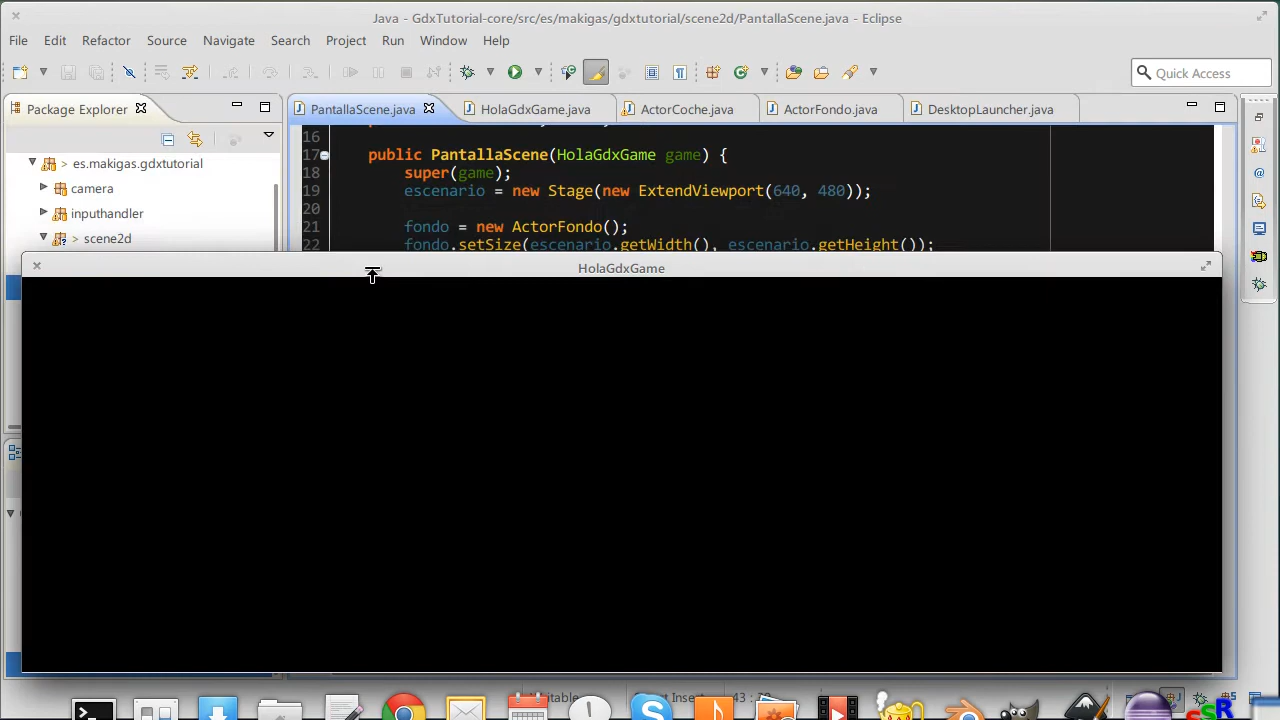 Java - GdxTutorial-core/src/es/makigas/gdxtutorial/scene2d/PantallaScene.java - Eclipse
File Edit Refactor Source Navigate Search Project Run Window Help
Quick Access
Package Explorer
PantallaScene.java HolaGdxGame.java ActorCoche.java ActorFondo.java DesktopLauncher.java
> es.makigas.gdxtutorial
camera
inputhandler
> scene2d
16
17 public PantallaScene(HolaGdxGame game) {
18 super(game);
19 escenario = new Stage(new ExtendViewport(640, 480));
20
21 fondo = new ActorFondo();
22 fondo.setSize(escenario.getWidth(), escenario.getHeight());
HolaGdxGame